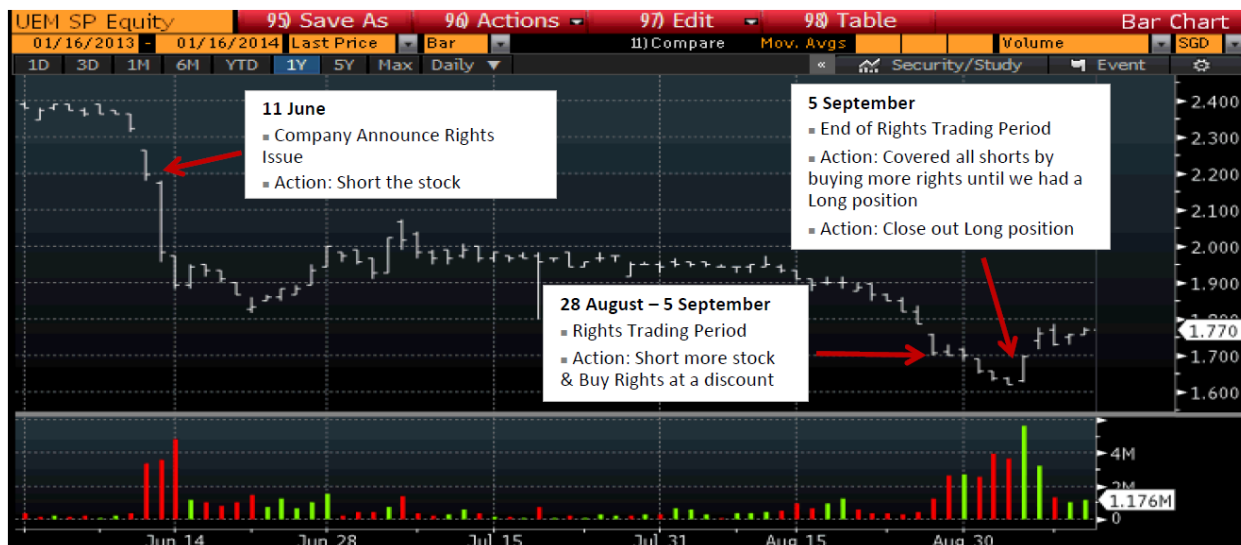 UEM SP Equity 95) Save As 96) Actions 97) Edit 98) Table Bar Chart
01/16/2013 - 01/16/2014 Last Price Bar 11) Compare Mov. Avgs Volume SGD
1D 3D 1M 6M YTD 1Y 5Y Max Daily ▼ « Security/Study Event
11 June
▪ Company Announce Rights
Issue
▪ Action: Short the stock
5 September
▪ End of Rights Trading Period
▪ Action: Covered all shorts by
buying more rights until we had a
Long position
▪ Action: Close out Long position
28 August – 5 September
▪ Rights Trading Period
▪ Action: Short more stock
& Buy Rights at a discount
2.400
2.300
2.200
2.100
2.000
1.900
1.800
1.770
1.700
1.600
4M
2M
1.176M
0
Jun 14 Jun 28 Jul 15 Jul 31 Aug 15 Aug 30